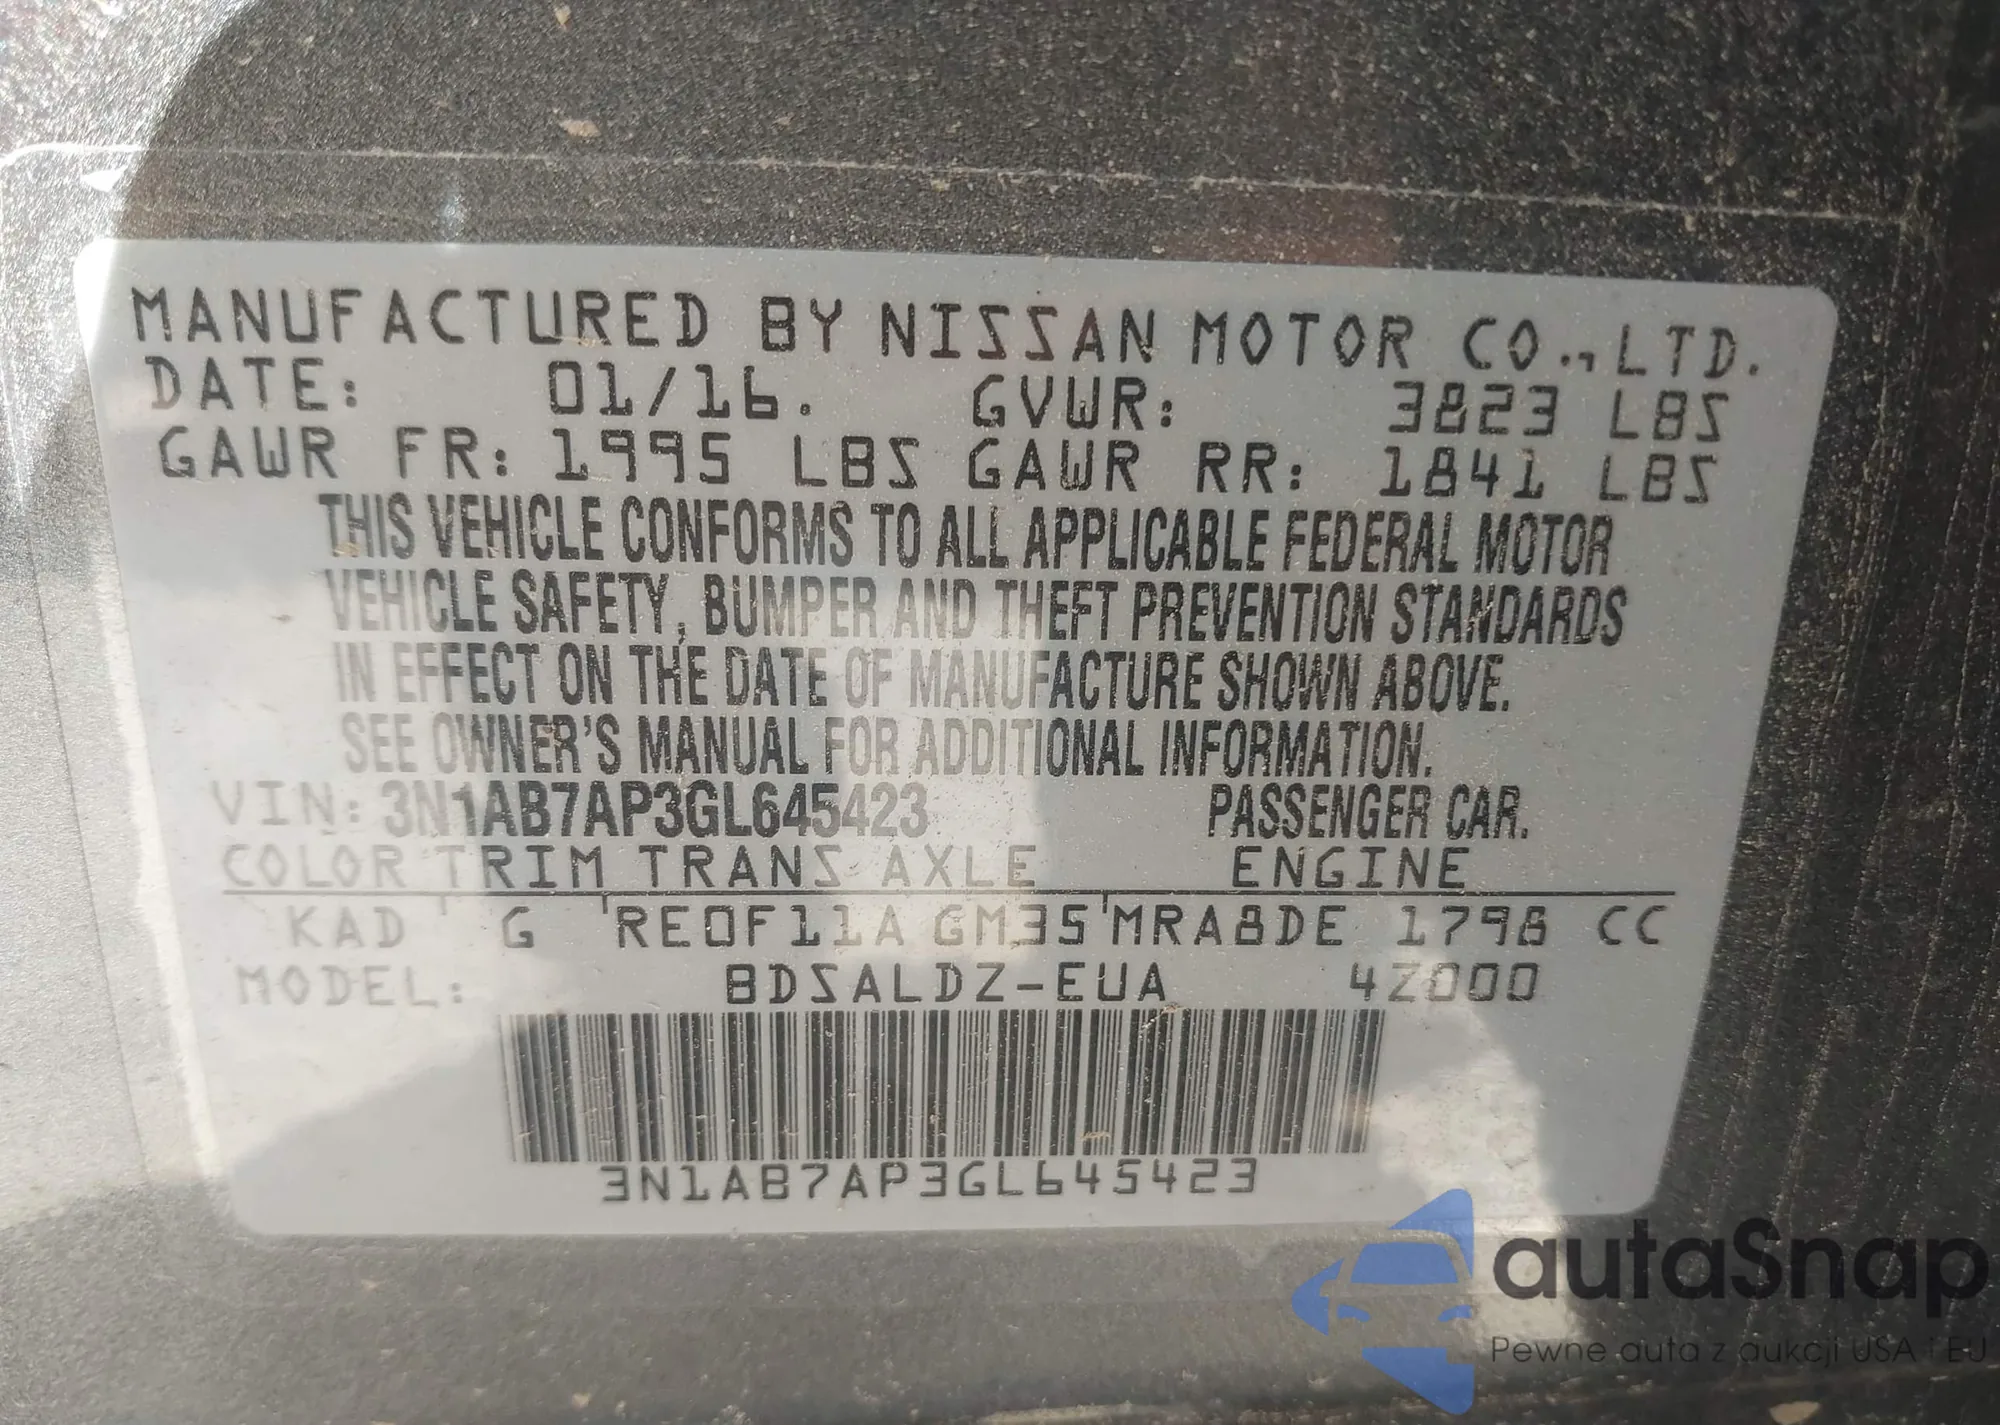 MANUFACTURED BY NISSAN MOTOR CO.,LTD.
DATE: 01/16. GVWR: 3823 LBS
GAWR FR: 1995 LBS GAWR RR: 1841 LBS
THIS VEHICLE CONFORMS TO ALL APPLICABLE FEDERAL MOTOR
VEHICLE SAFETY, BUMPER AND THEFT PREVENTION STANDARDS
IN EFFECT ON THE DATE OF MANUFACTURE SHOWN ABOVE.
SEE OWNER'S MANUAL FOR ADDITIONAL INFORMATION.
VIN: 3N1AB7AP3GL645423 PASSENGER CAR.
COLOR TRIM TRANS AXLE ENGINE
KAD G RE0F11A GM35 MRA8DE 1798 CC
MODEL: BDSALDZ-EUA 4Z000
3N1AB7AP3GL645423
autaSnap
Pewne auta z aukcji USA i EU